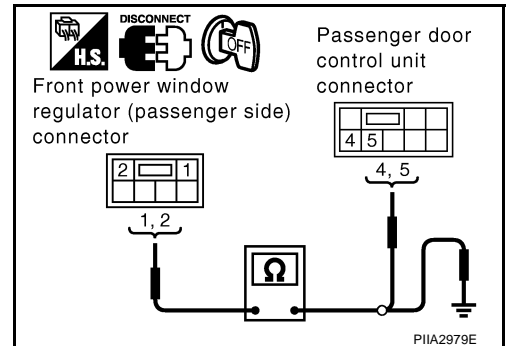 DISCONNECT
H.S.
OFF
Front power window
regulator (passenger side)
connector
Passenger door
control unit
connector
2 1
4 5
1, 2
4, 5
Ω
PIIA2979E